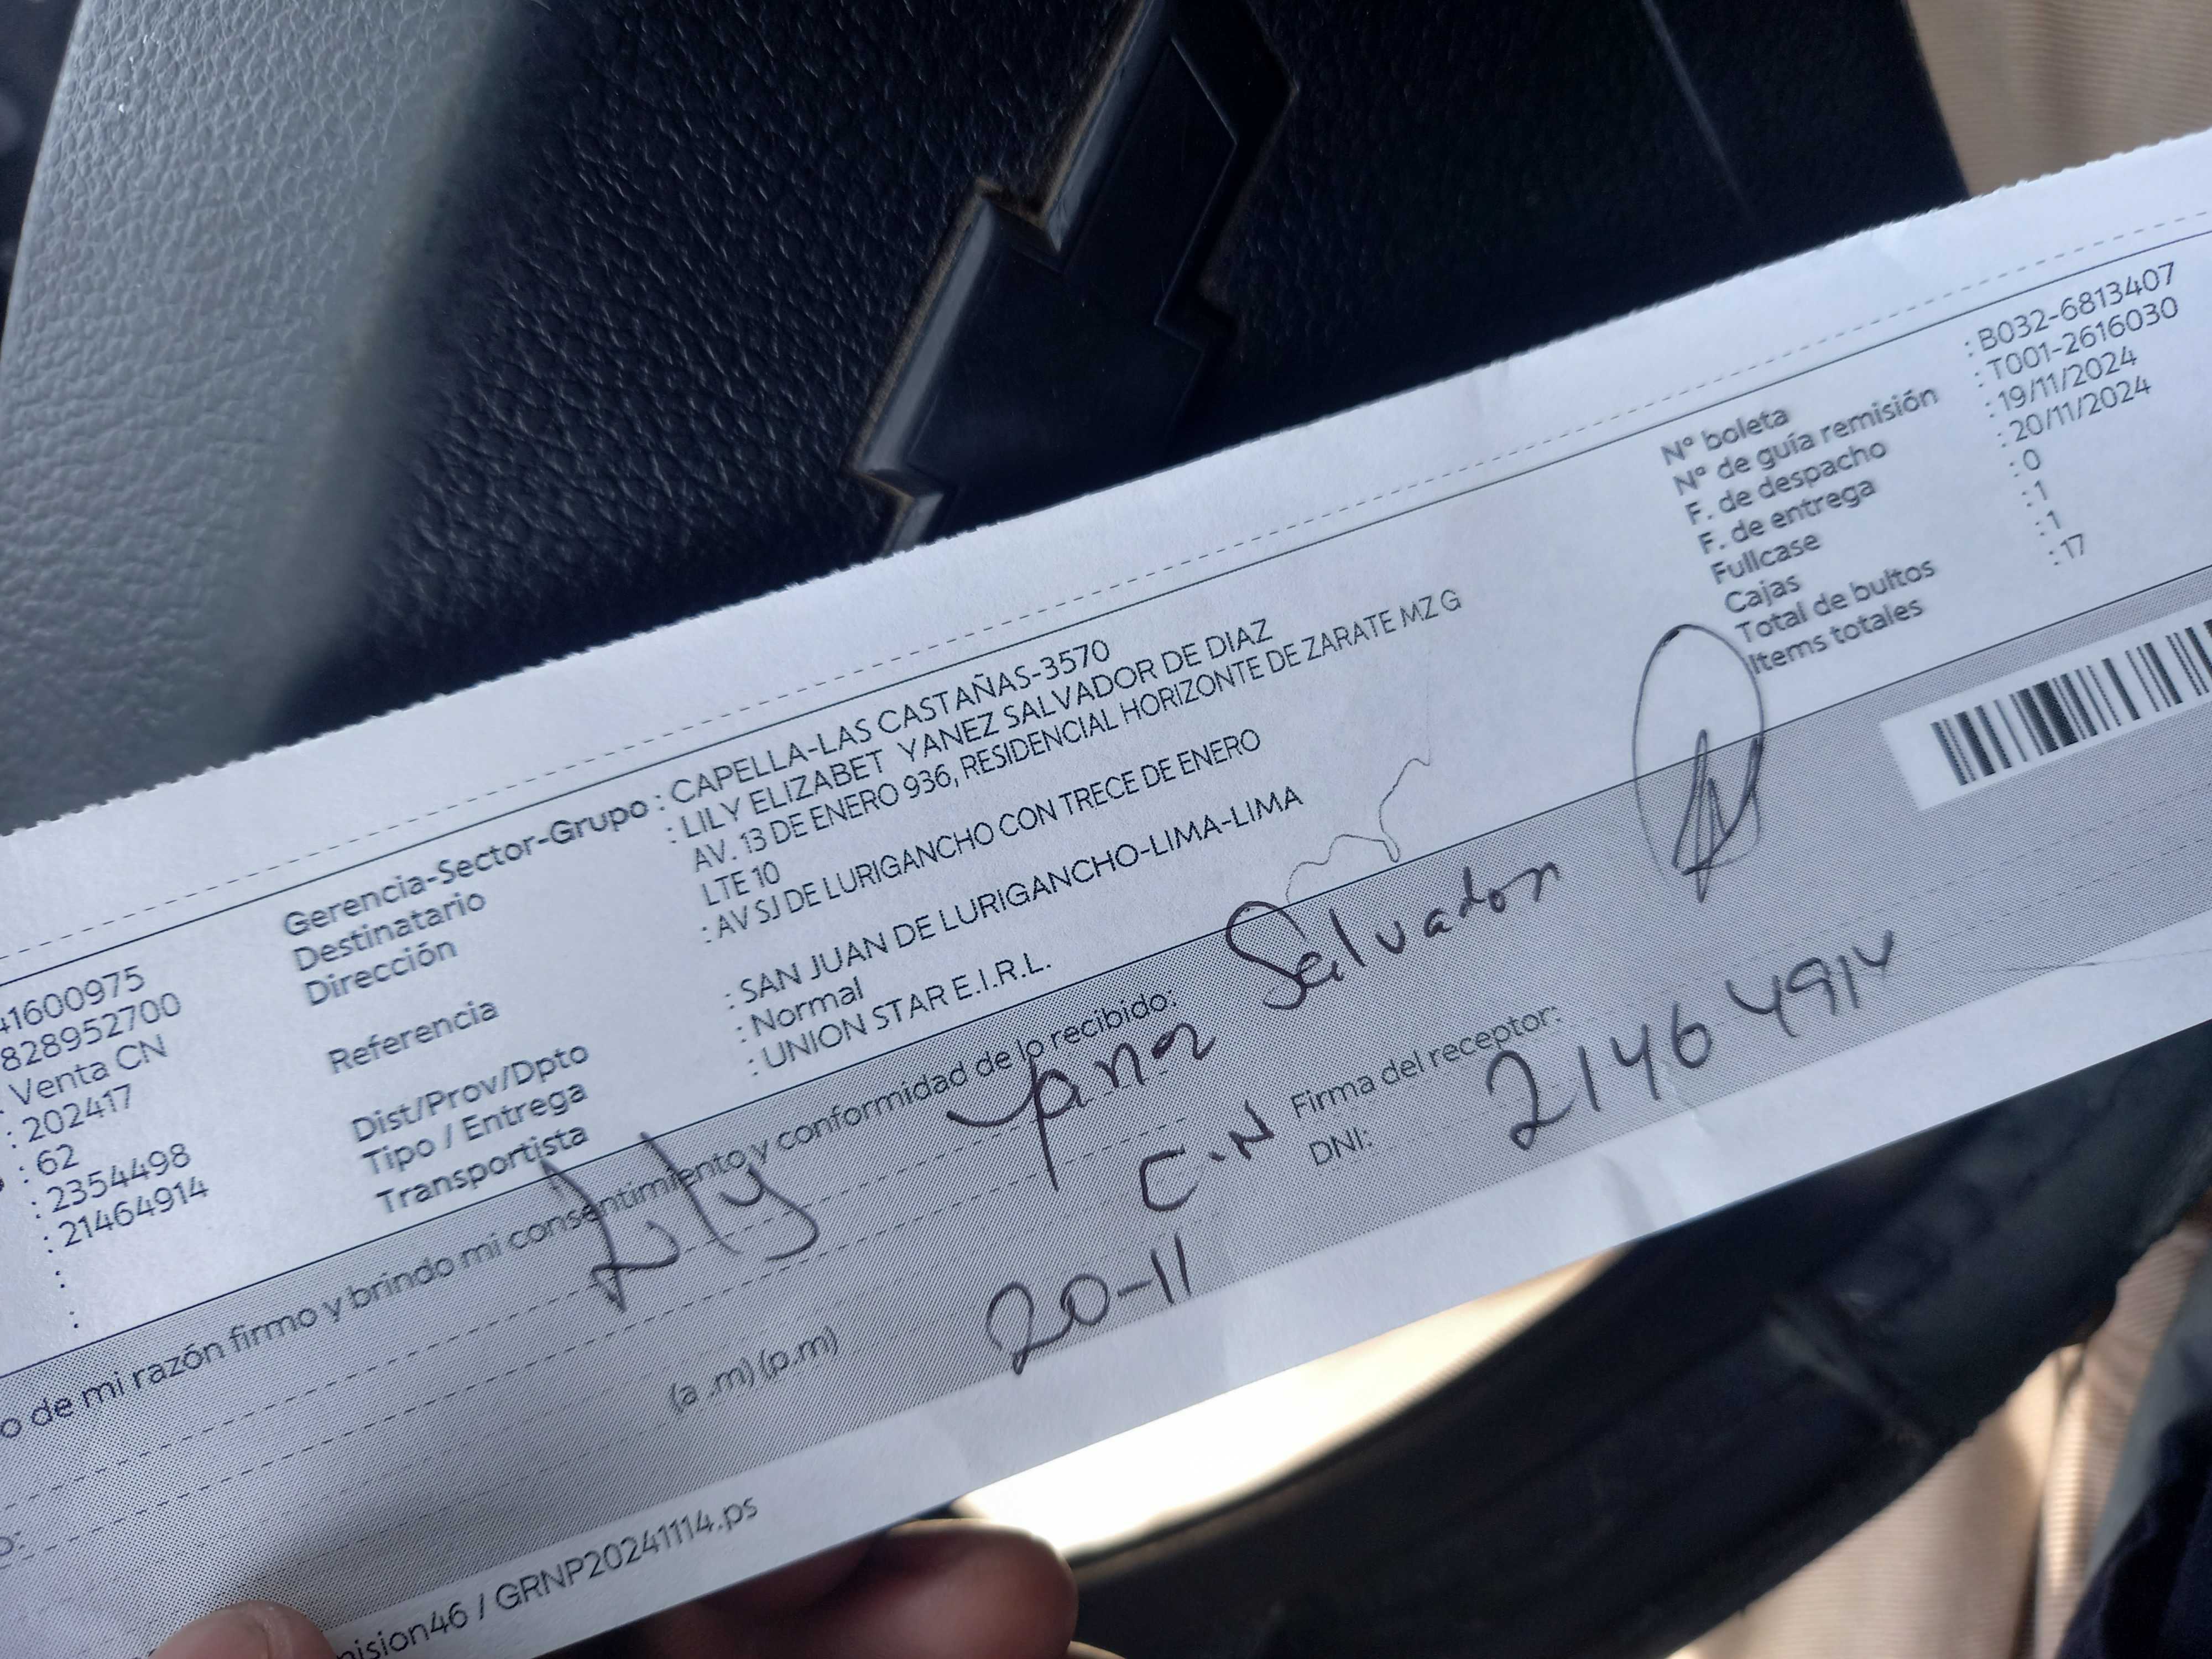 41600975
828952700
: Venta CN
: 202417
: 62
: 2354498
: 21464914
:
:
Gerencia-Sector-Grupo : CAPELLA-LAS CASTAÑAS-3570
Destinatario : LILY ELIZABET YANEZ SALVADOR DE DIAZ
Dirección AV. 13 DE ENERO 936, RESIDENCIAL HORIZONTE DE ZARATE MZ G
LTE 10
Referencia : AV SJ DE LURIGANCHO CON TRECE DE ENERO
Dist/Prov/Dpto : SAN JUAN DE LURIGANCHO-LIMA-LIMA
Tipo / Entrega : Normal
Transportista : UNION STAR E.I.R.L.
N° boleta : B032-6813407
N° de guía remisión : T001-2616030
F. de despacho : 19/11/2024
F. de entrega : 20/11/2024
Fullcase : 0
Cajas : 1
Total de bultos : 1
Items totales : 17
o de mi razón firmo y brindo mi consentimiento y conformidad de lo recibido:
Lily Yanez Salvador
C-N
Firma del receptor:
DNI: 21464914
(a .m) (p.m)
20-11
nision46 / GRNP20241114.ps